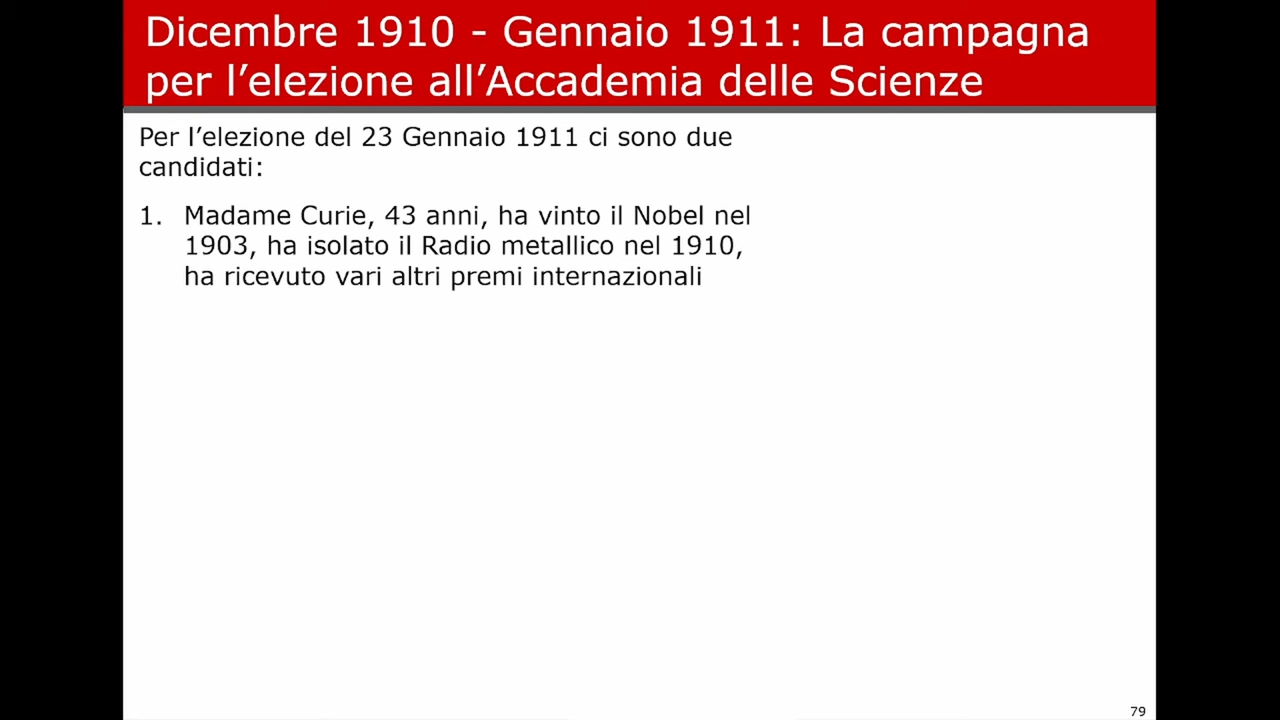 Dicembre 1910 - Gennaio 1911: La campagna
per l’elezione all’Accademia delle Scienze
Per l’elezione del 23 Gennaio 1911 ci sono due
candidati:
1. Madame Curie, 43 anni, ha vinto il Nobel nel
1903, ha isolato il Radio metallico nel 1910,
ha ricevuto vari altri premi internazionali
79